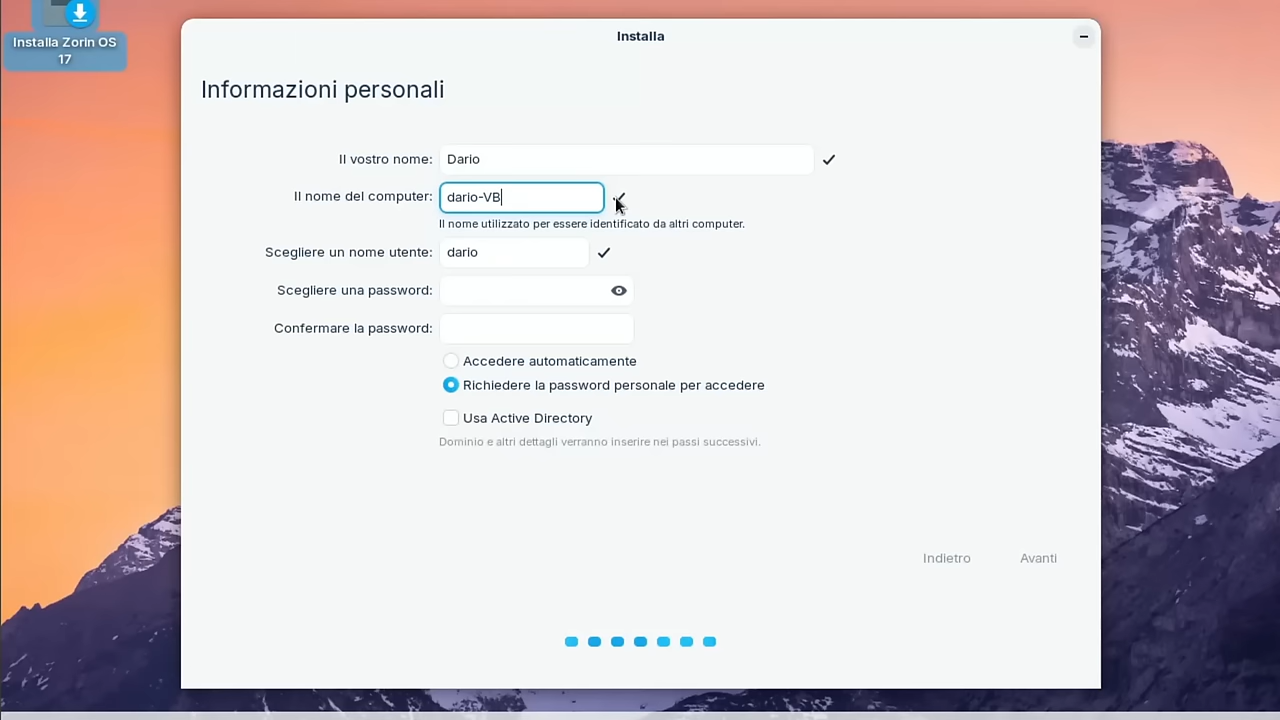 Installa Zorin OS
17
Installa
Informazioni personali
Il vostro nome: Dario
Il nome del computer: dario-VB
Il nome utilizzato per essere identificato da altri computer.
Scegliere un nome utente: dario
Scegliere una password:
Confermare la password:
Accedere automaticamente
Richiedere la password personale per accedere
Usa Active Directory
Dominio e altri dettagli verranno inserire nei passi successivi.
Indietro Avanti